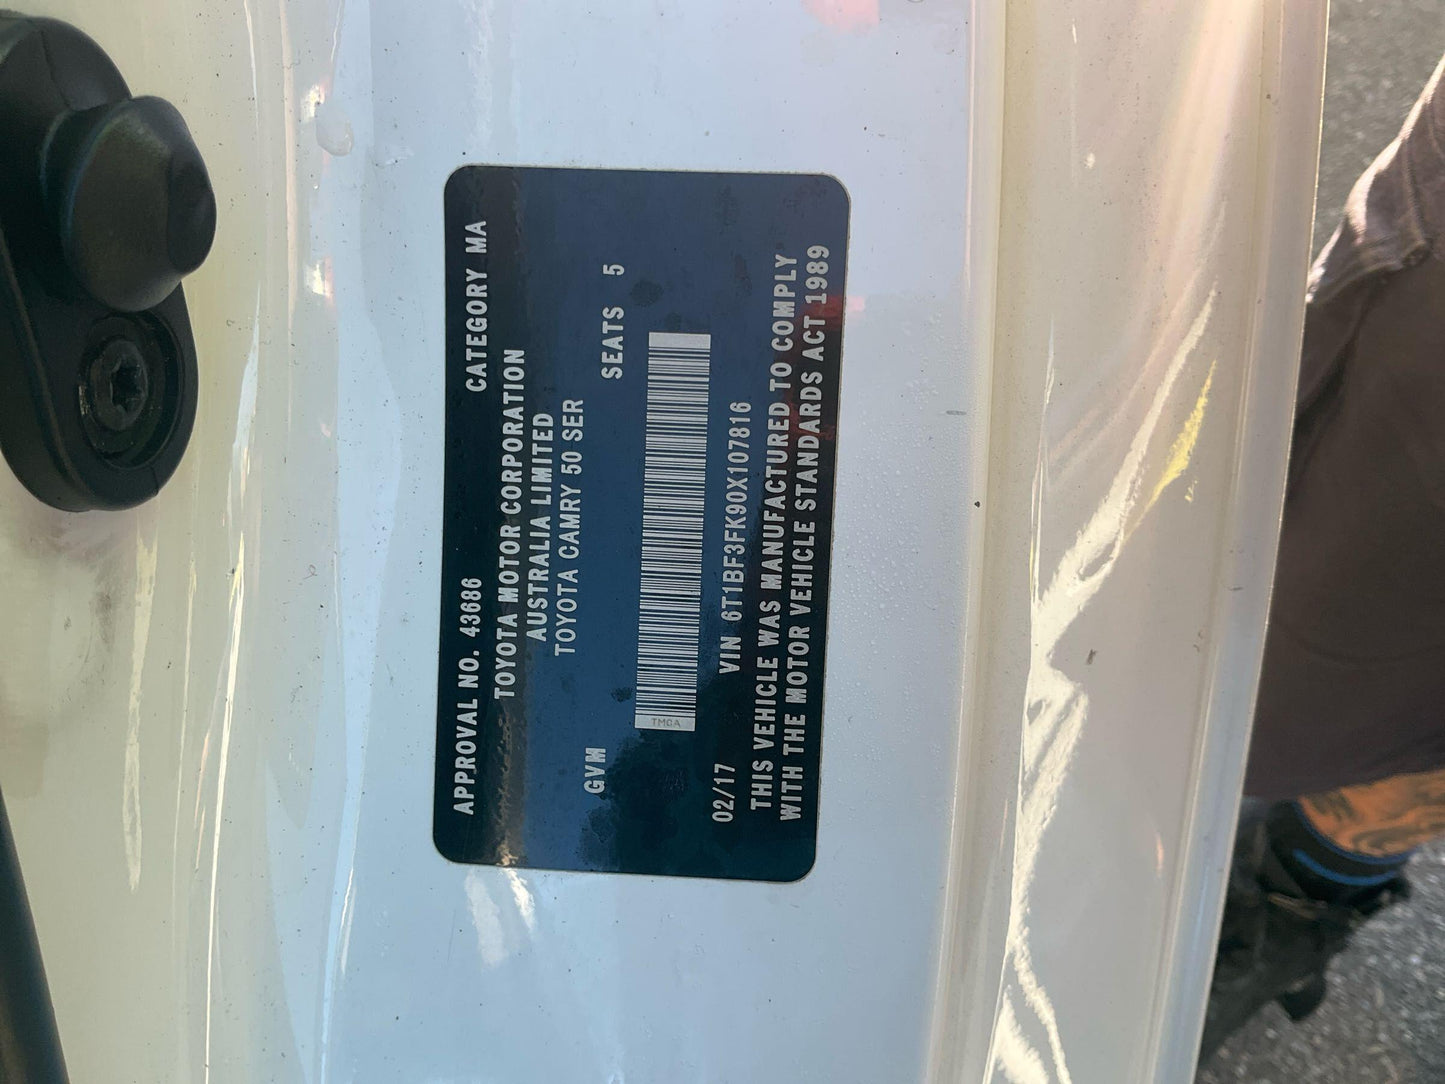 APPROVAL NO. 43686 CATEGORY MA
TOYOTA MOTOR CORPORATION
AUSTRALIA LIMITED
TOYOTA CAMRY 50 SER
GVM SEATS 5
TMCA
VIN 6T1BF3FK90X107816
02/17
THIS VEHICLE WAS MANUFACTURED TO COMPLY
WITH THE MOTOR VEHICLE STANDARDS ACT 1989